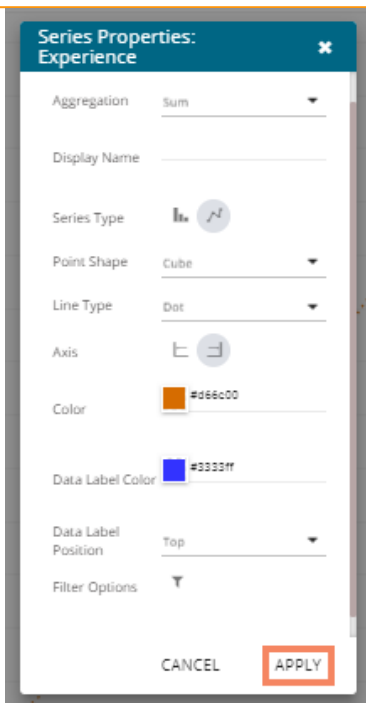 Series Properties:
Experience
Aggregation Sum
Display Name
Series Type
Point Shape Cube
Line Type Dot
Axis
Color #d66c00
Data Label Color #3333ff
Data Label
Position Top
Filter Options
CANCEL APPLY